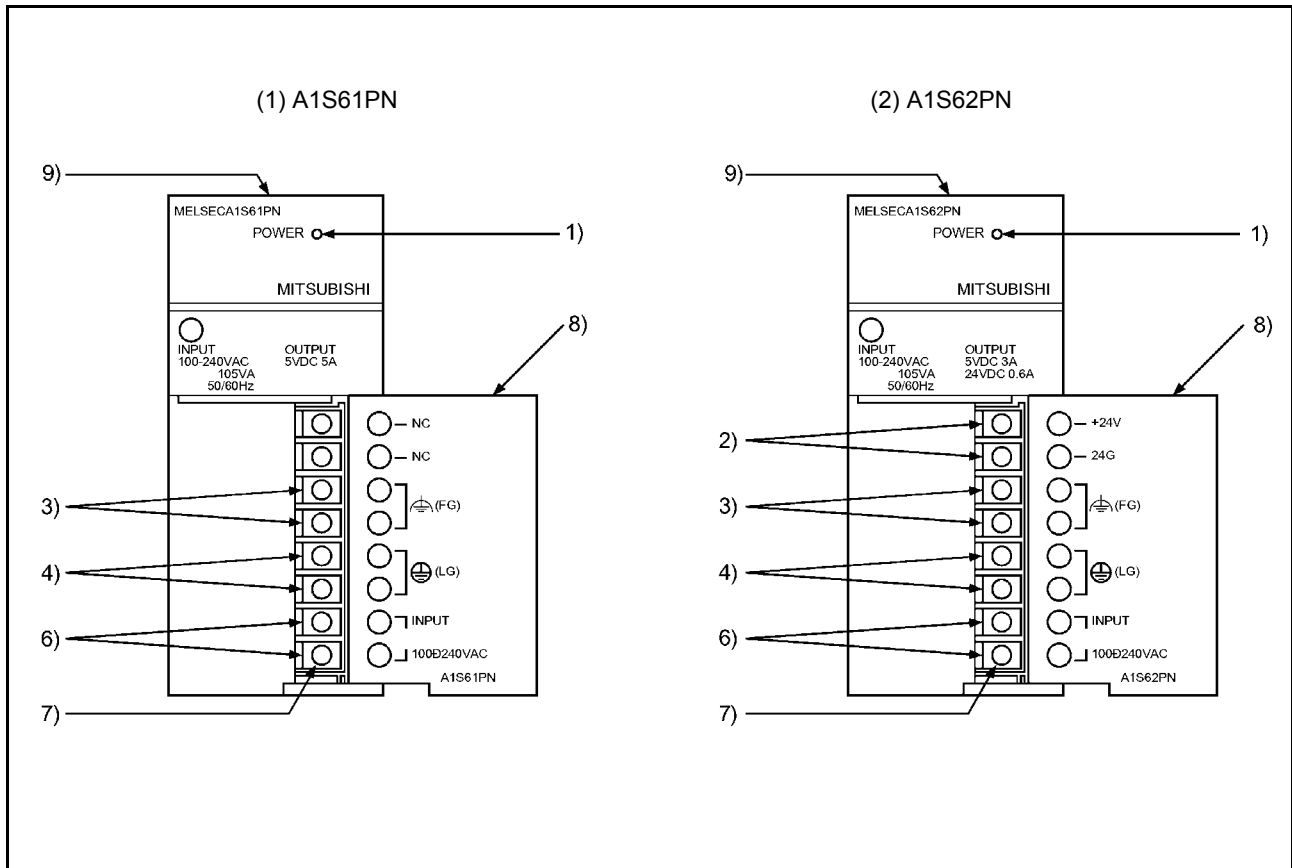 (1) A1S61PN
9)
MELSECA1S61PN
POWER
1)
MITSUBISHI
8)
INPUT
100-240VAC
105VA
50/60Hz
OUTPUT
5VDC 5A
NC
NC
3)
(FG)
4)
(LG)
6)
INPUT
100Ð240VAC
A1S61PN
7)
(2) A1S62PN
9)
MELSECA1S62PN
POWER
1)
MITSUBISHI
8)
INPUT
100-240VAC
105VA
50/60Hz
OUTPUT
5VDC 3A
24VDC 0.6A
2)
+24V
24G
3)
(FG)
4)
(LG)
6)
INPUT
100Ð240VAC
A1S62PN
7)